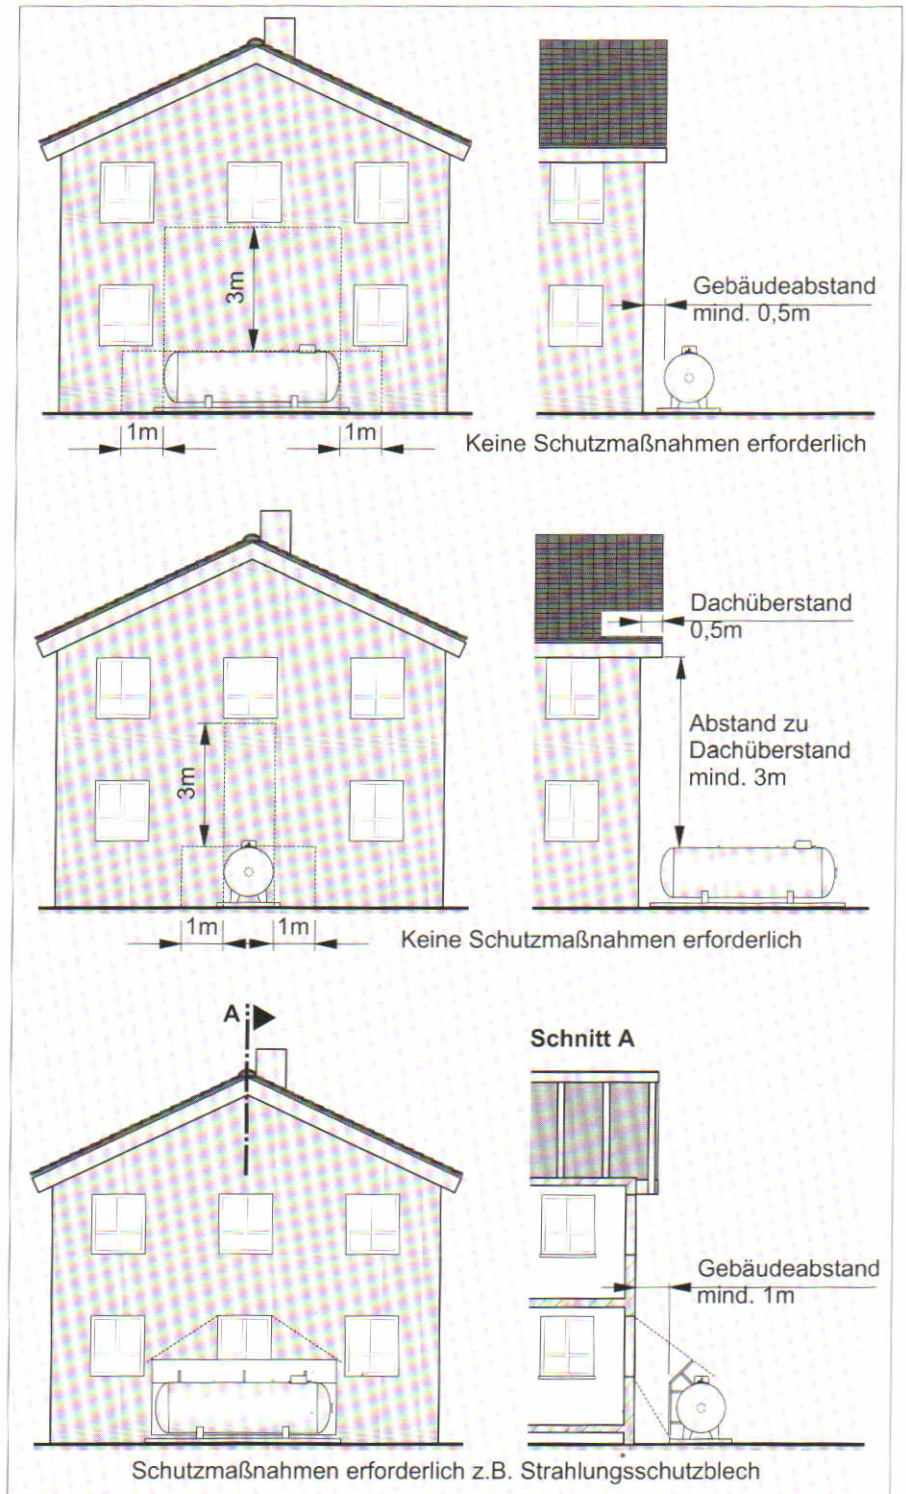 3m
Gebäudeabstand
mind. 0,5m
1m
1m
Keine Schutzmaßnahmen erforderlich
Dachüberstand
0,5m
3m
Abstand zu
Dachüberstand
mind. 3m
1m
1m
Keine Schutzmaßnahmen erforderlich
A
Schnitt A
Gebäudeabstand
mind. 1m
Schutzmaßnahmen erforderlich z.B. Strahlungsschutzblech